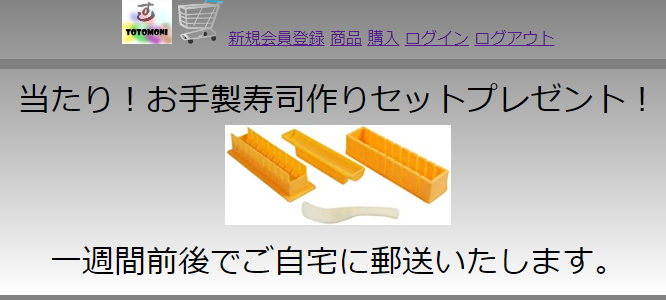 す
TOTOMONI
新規会員登録 商品 購入 ログイン ログアウト
当たり！お手製寿司作りセットプレゼント！
一週間前後でご自宅に郵送いたします。